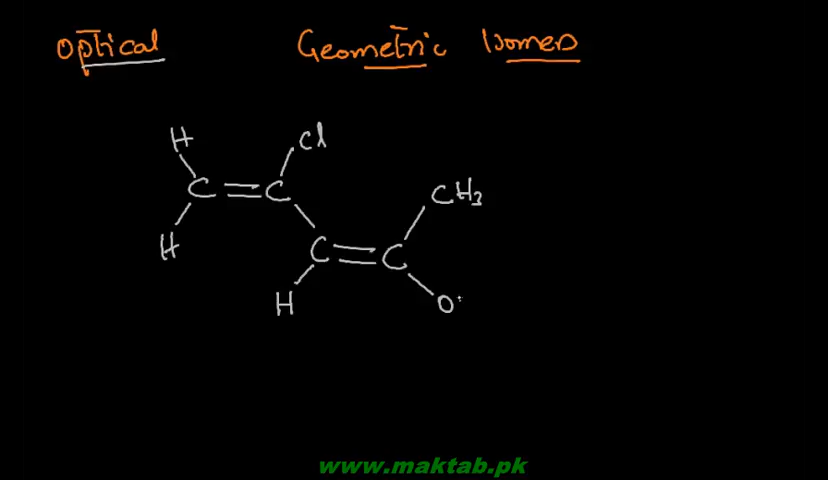 Optical Geometric Isomers
H Cl
C = C CH3
H C = C
H O
www.maktab.pk